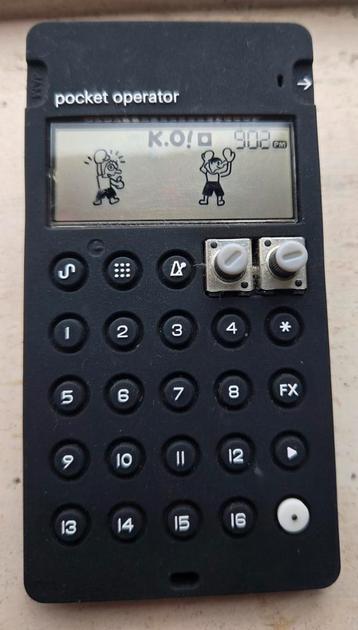 pocket operator
K.O! 902 PM
1 2 3 4 *
5 6 7 8 FX
9 10 11 12
13 14 15 16